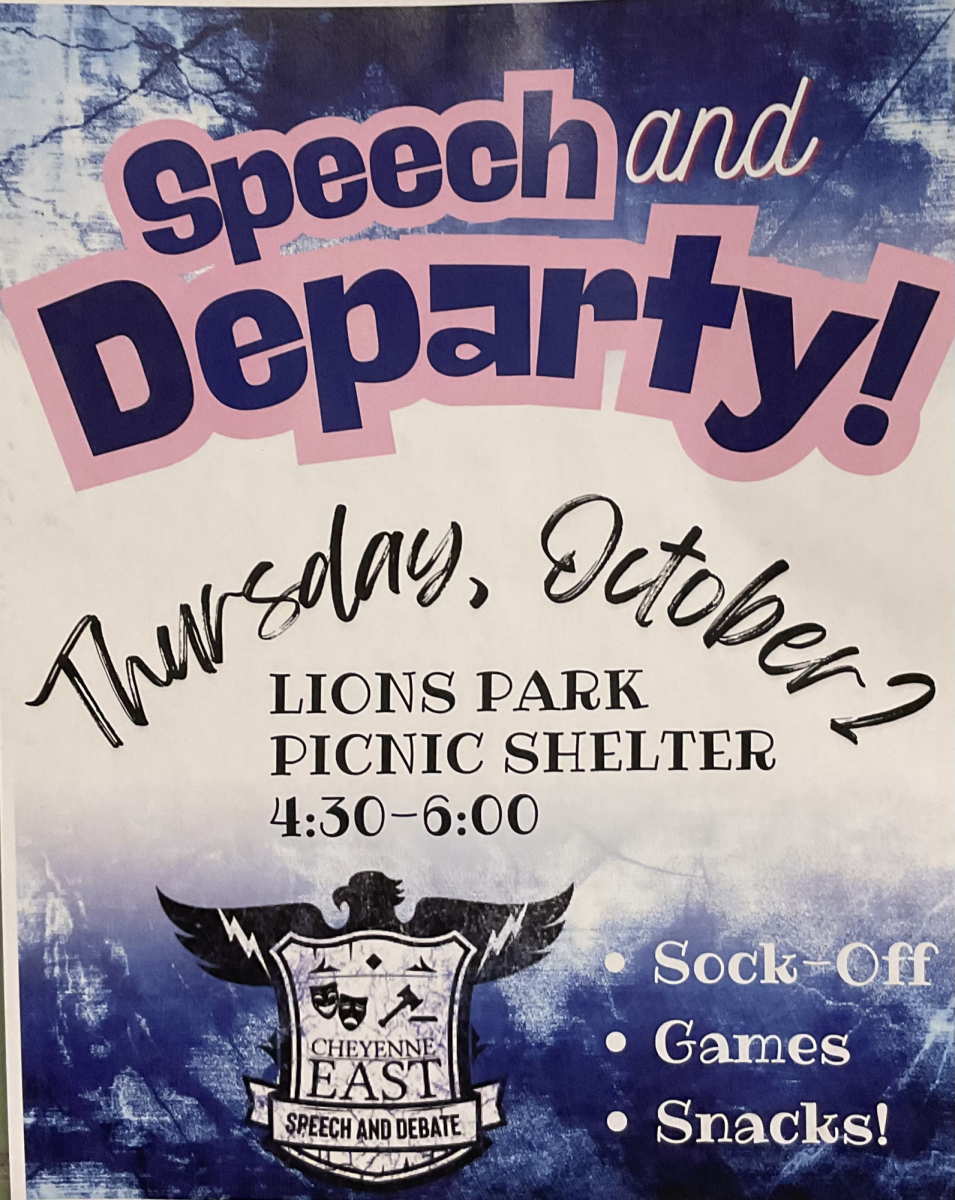 Speech and
Departy!
Thursday, October 2
LIONS PARK
PICNIC SHELTER
4:30-6:00
CHEYENNE
EAST
SPEECH AND DEBATE
• Sock-Off
• Games
• Snacks!